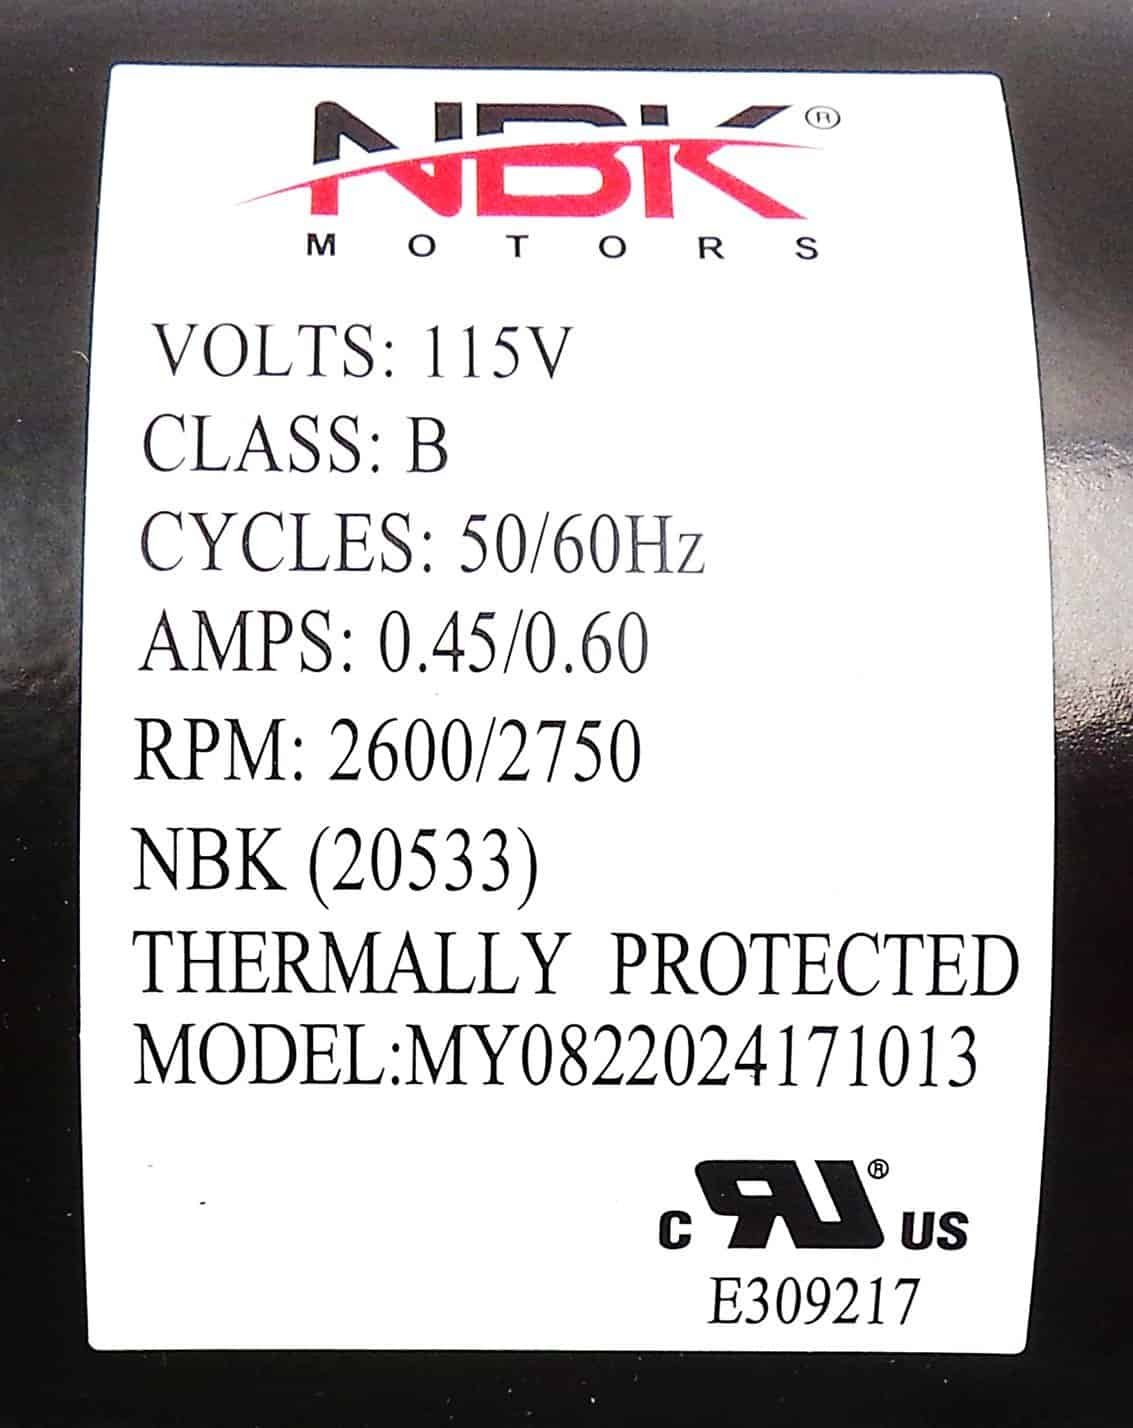 NBK®
MOTORS
VOLTS: 115V
CLASS: B
CYCLES: 50/60Hz
AMPS: 0.45/0.60
RPM: 2600/2750
NBK (20533)
THERMALLY PROTECTED
MODEL:MY0822024171013
c RU® US
E309217